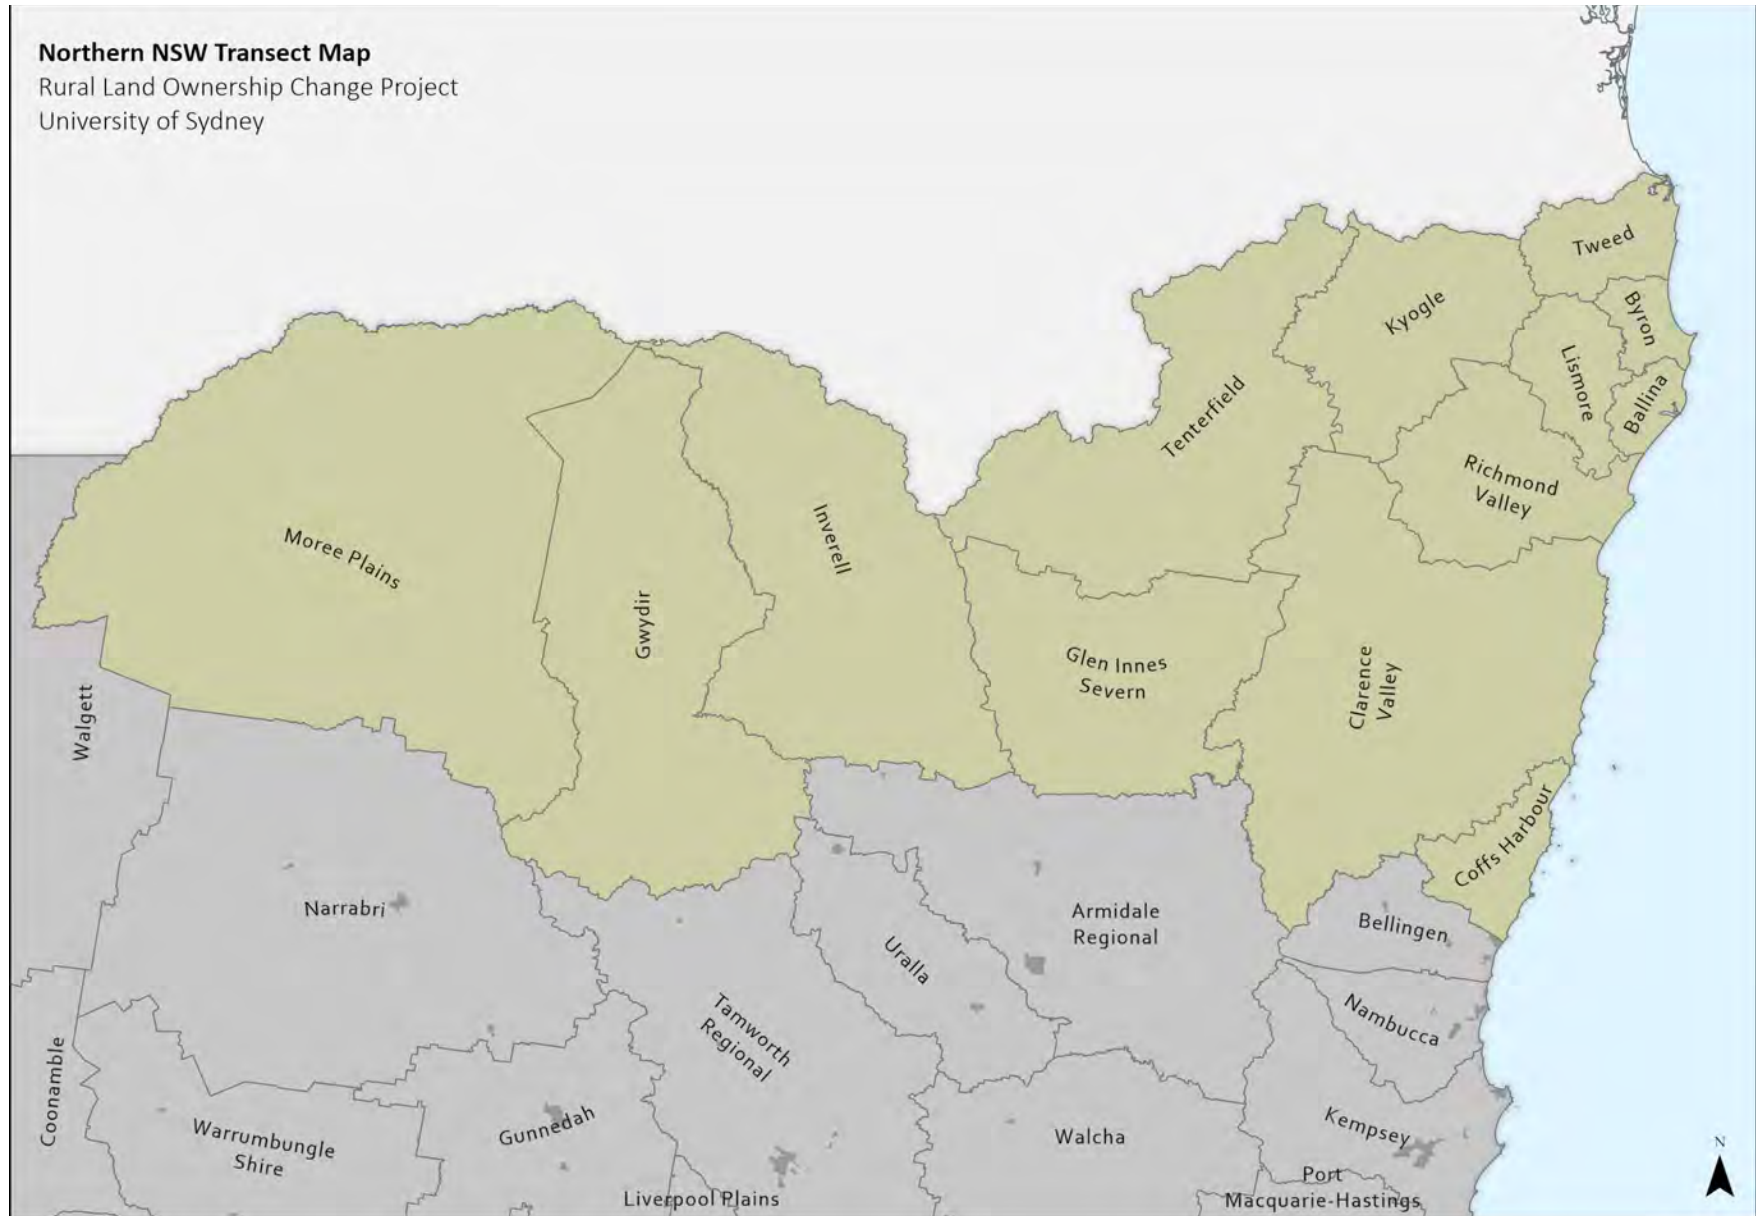 Northern NSW Transect Map
Rural Land Ownership Change Project
University of Sydney
Tweed
Byron
Kyogle
Lismore
Ballina
Tenterfield
Richmond
Valley
Moree Plains
Inverell
Gwydir
Glen Innes
Severn
Clarence
Valley
Walgett
Coffs Harbour
Narrabri
Armidale
Regional
Bellingen
Uralla
Nambucca
Tamworth
Regional
Coonamble
Warrumbungle
Shire
Gunnedah
Walcha
Kempsey
N
Liverpool Plains
Port
Macquarie-Hastings